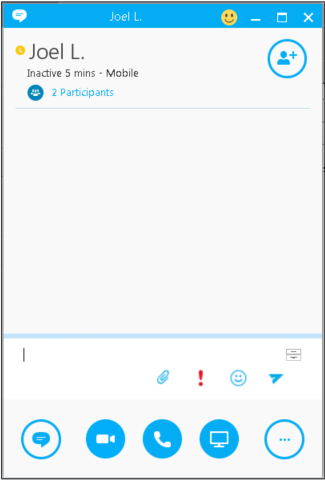 Joel L.
Joel L.
Inactive 5 mins - Mobile
2 Participants